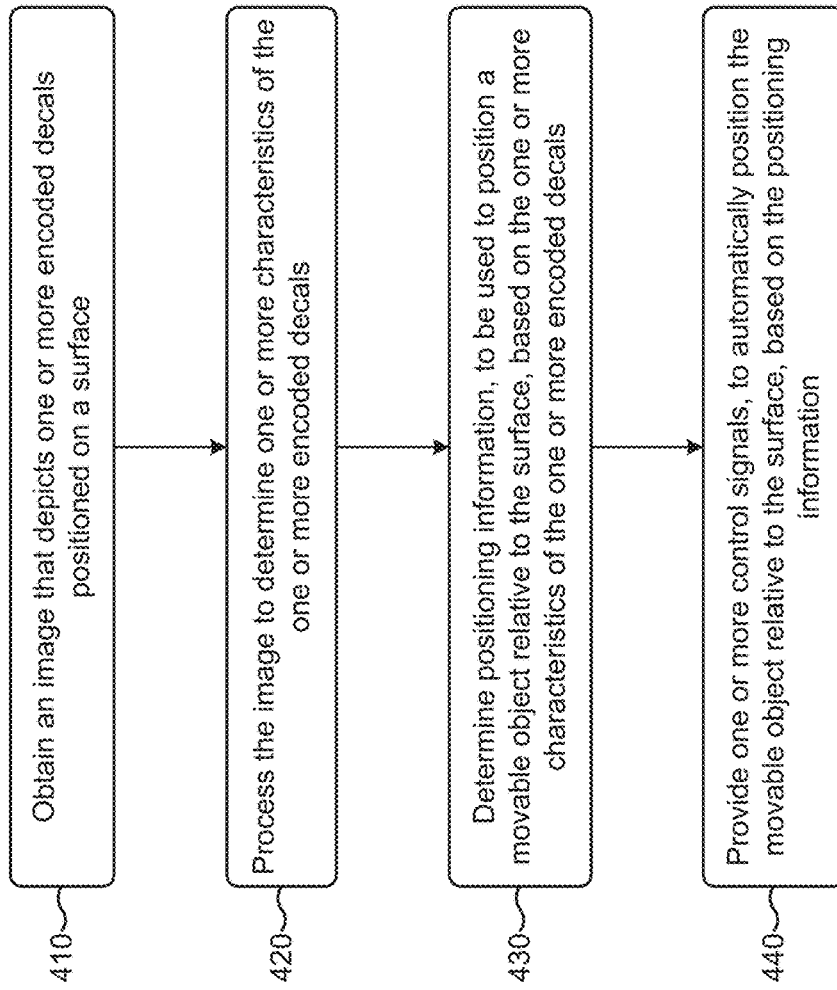 410
Obtain an image that depicts one or more encoded decals
positioned on a surface
420
Process the image to determine one or more characteristics of the
one or more encoded decals
430
Determine positioning information, to be used to position a
movable object relative to the surface, based on the one or more
characteristics of the one or more encoded decals
440
Provide one or more control signals, to automatically position the
movable object relative to the surface, based on the positioning
information